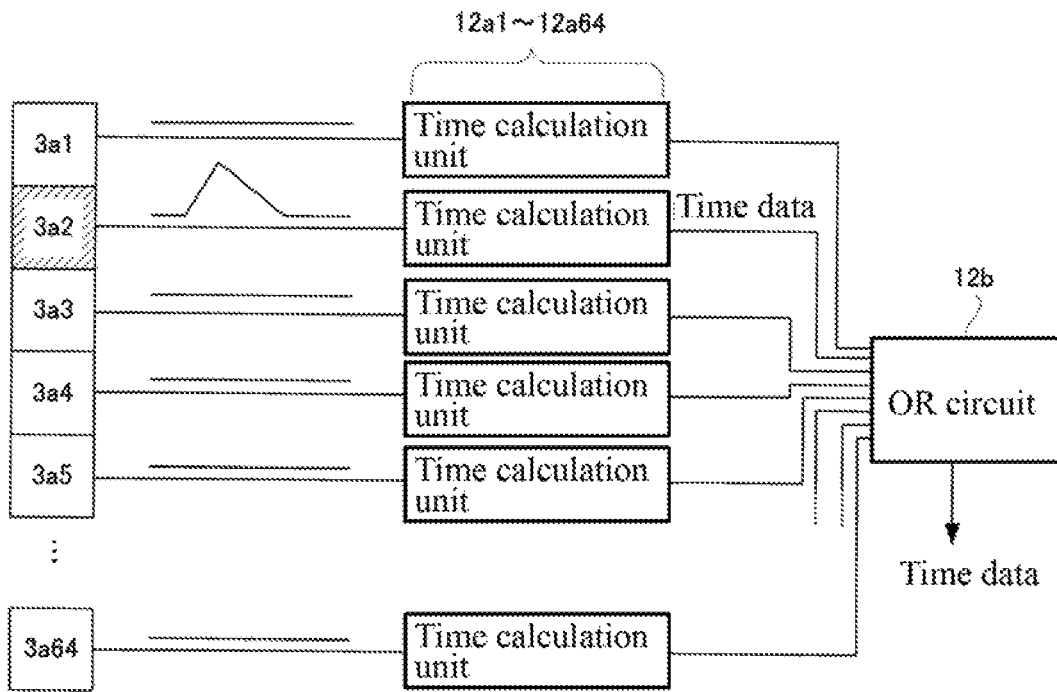 12a1～12a64
3a1
Time calculation
unit
3a2
Time calculation
unit
Time data
3a3
Time calculation
unit
12b
3a4
Time calculation
unit
OR circuit
3a5
Time calculation
unit
⋮
Time data
3a64
Time calculation
unit